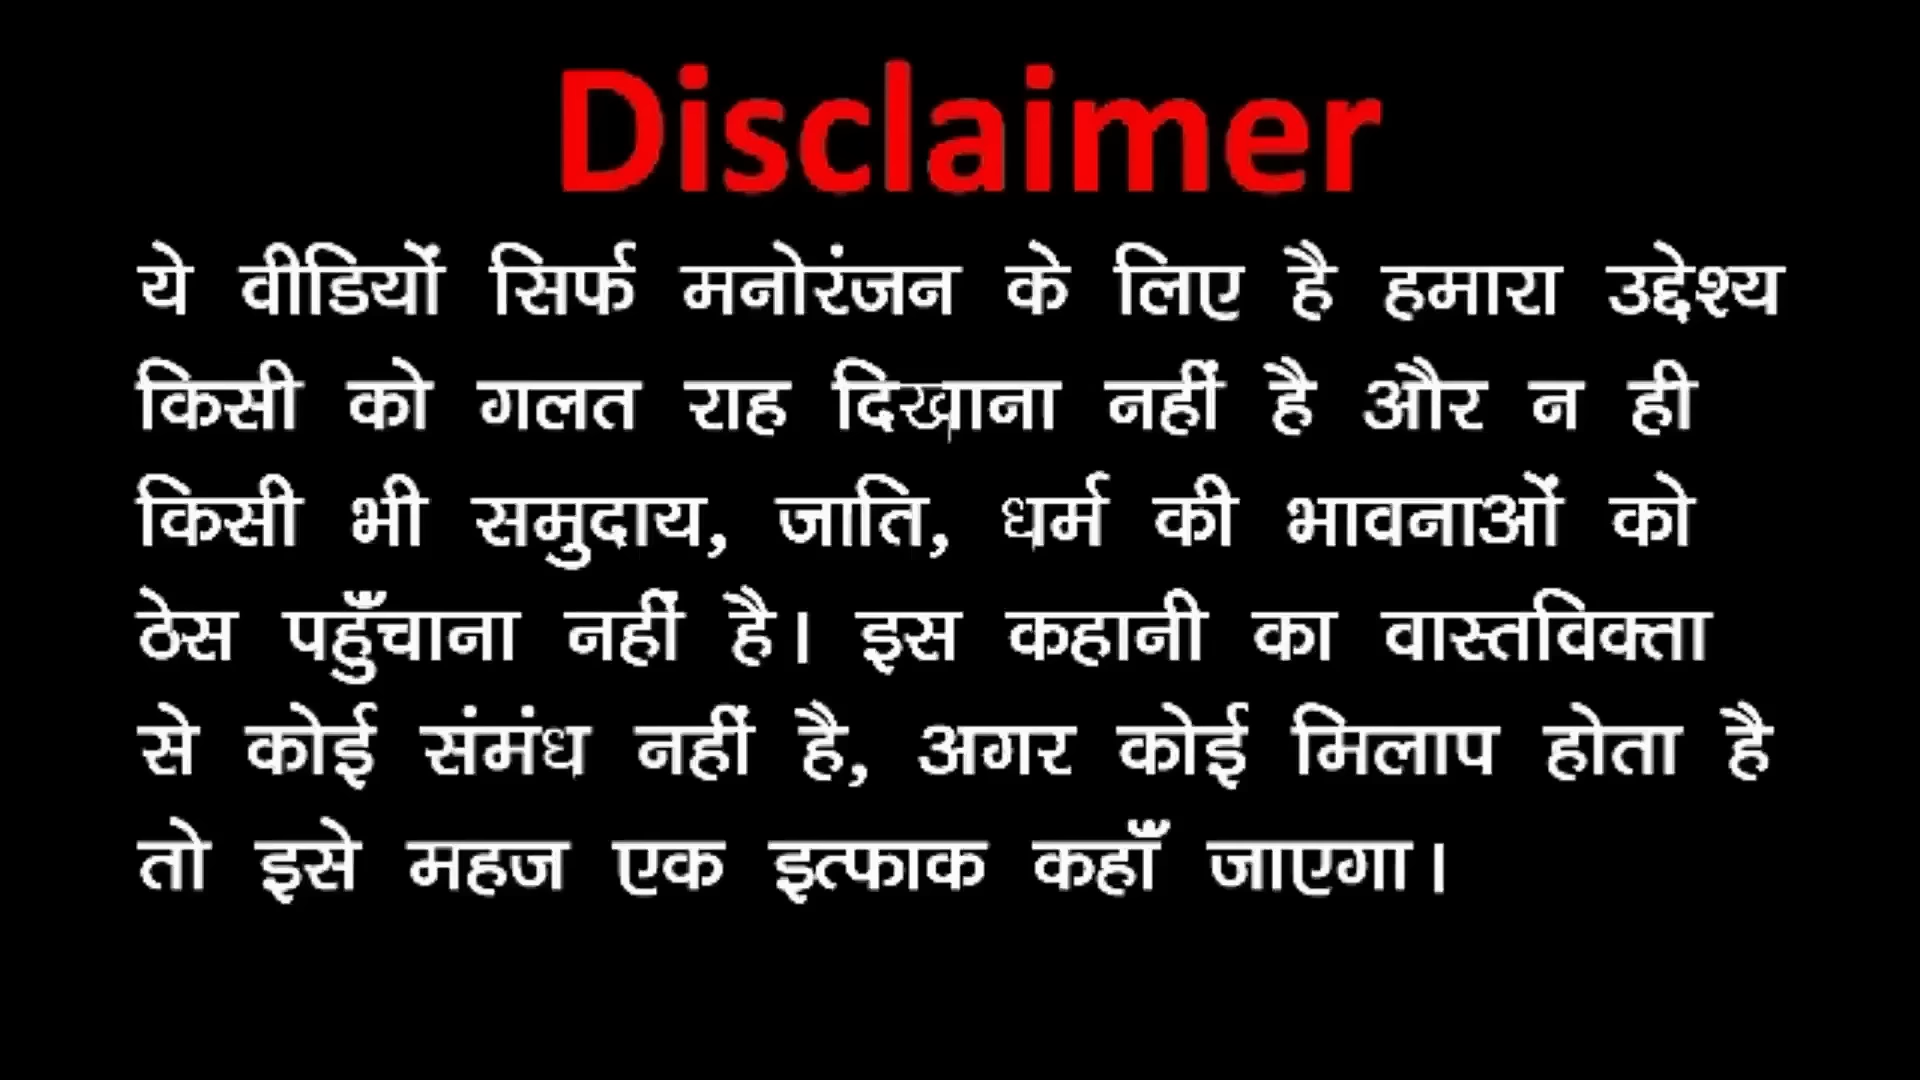 Disclaimer
ये वीडियों सिर्फ मनोरंजन के लिए है हमारा उद्देश्य
किसी को गलत राह दिखाना नहीं है और न ही
किसी भी समुदाय, जाति, धर्म की भावनाओं को
ठेस पहुँचाना नहीं है। इस कहानी का वास्तविक्ता
से कोई संमंध नहीं है, अगर कोई मिलाप होता है
तो इसे महज एक इत्फाक कहाँ जाएगा।